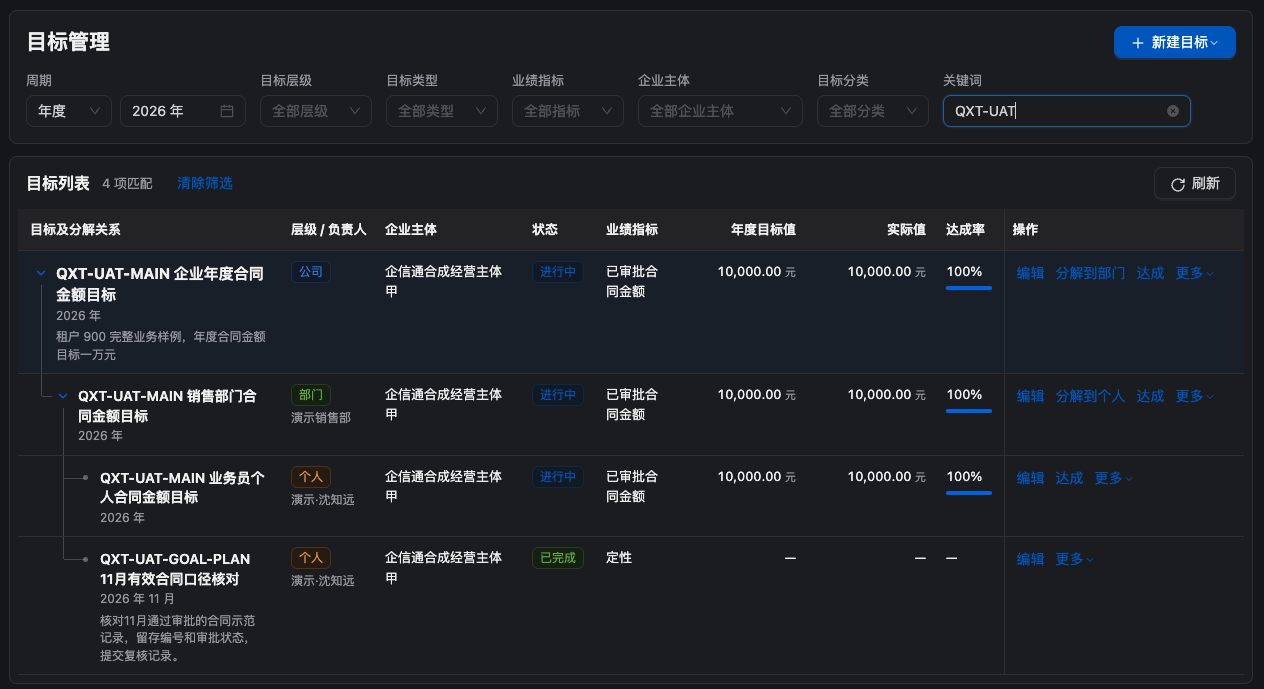 目标管理
+ 新建目标
周期 目标层级 目标类型 业绩指标 企业主体 目标分类 关键词
年度 2026 年 全部层级 全部类型 全部指标 全部企业主体 全部分类 QXT-UAT
目标列表 4 项匹配 清除筛选 刷新
目标及分解关系 层级 / 负责人 企业主体 状态 业绩指标 年度目标值 实际值 达成率 操作
QXT-UAT-MAIN 企业年度合同 公司 企信通合成经营主体 进行中 已审批合 10,000.00 元 10,000.00 元 100% 编辑 分解到部门 达成 更多
金额目标 甲 同金额
2026 年
租户 900 完整业务样例，年度合同金额
目标一万元
QXT-UAT-MAIN 销售部门合 部门 企信通合成经营主体 进行中 已审批合 10,000.00 元 10,000.00 元 100% 编辑 分解到个人 达成 更多
同金额目标 演示销售部 甲 同金额
2026 年
QXT-UAT-MAIN 业务员个 个人 企信通合成经营主体 进行中 已审批合 10,000.00 元 10,000.00 元 100% 编辑 达成 更多
人合同金额目标 演示·沈知远 甲 同金额
2026 年
QXT-UAT-GOAL-PLAN 个人 企信通合成经营主体 已完成 定性 — — — 编辑 更多
11月有效合同口径核对 演示·沈知远 甲
2026 年 11 月
核对11月通过审批的合同示范
记录，留存编号和审批状态，
提交复核记录。